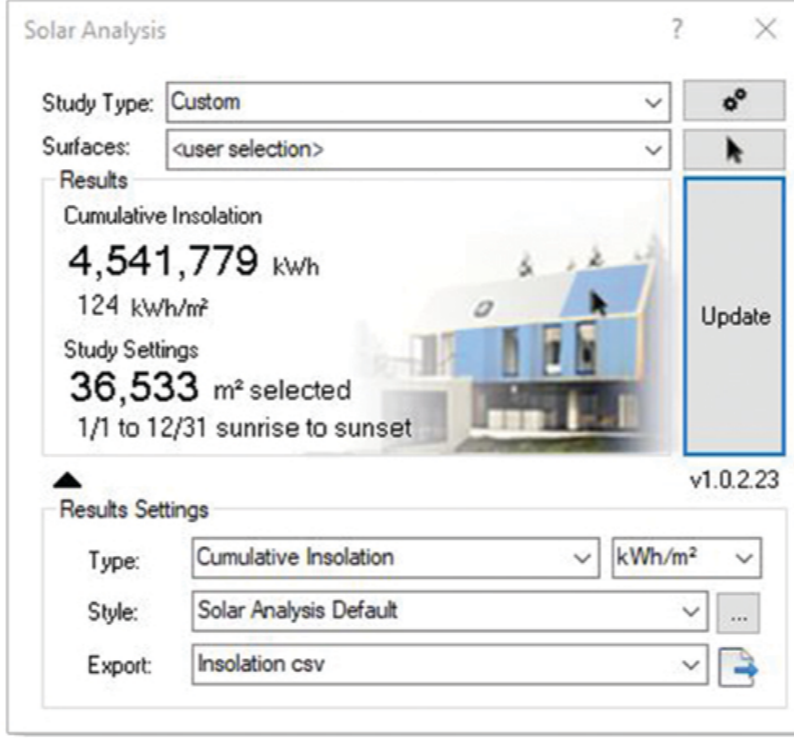 Solar Analysis ?
Study Type: Custom
Surfaces: <user selection>
Results
Cumulative Insolation
4,541,779 kWh
124 kWh/m²
Update
Study Settings
36,533 m² selected
1/1 to 12/31 sunrise to sunset
v1.0.2.23
Results Settings
Type: Cumulative Insolation kWh/m²
Style: Solar Analysis Default ...
Export: Insolation csv